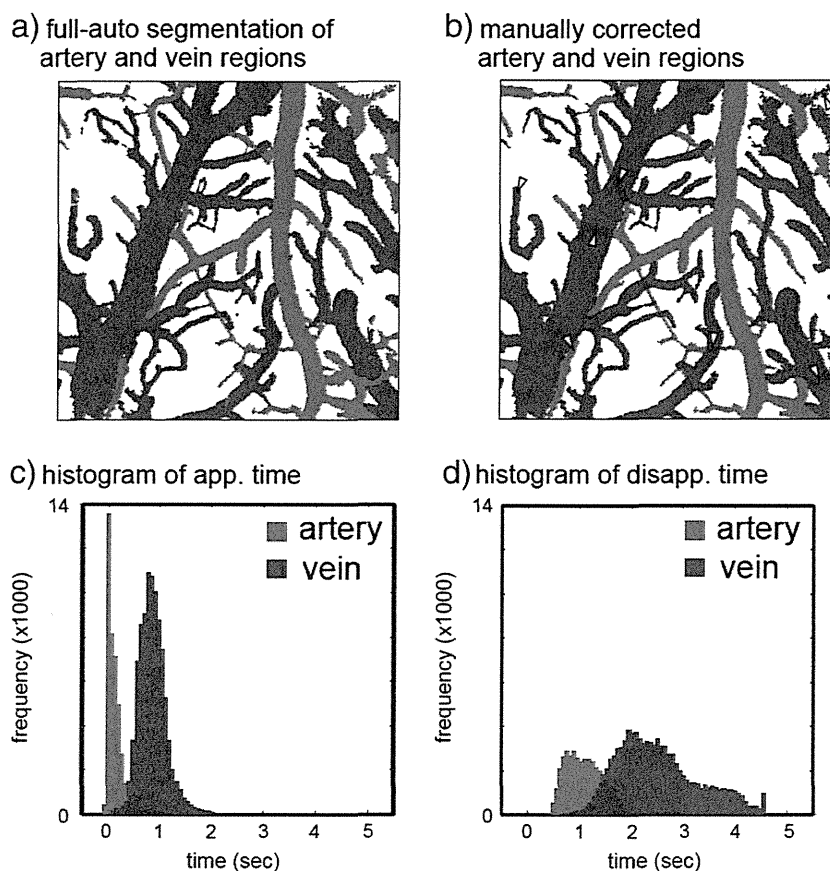 a) full-auto segmentation of
artery and vein regions
b) manually corrected
artery and vein regions
c) histogram of app. time
14
artery
vein
frequency (x1000)
0
0 1 2 3 4 5
time (sec)
d) histogram of disapp. time
14
artery
vein
frequency (x1000)
0
0 1 2 3 4 5
time (sec)